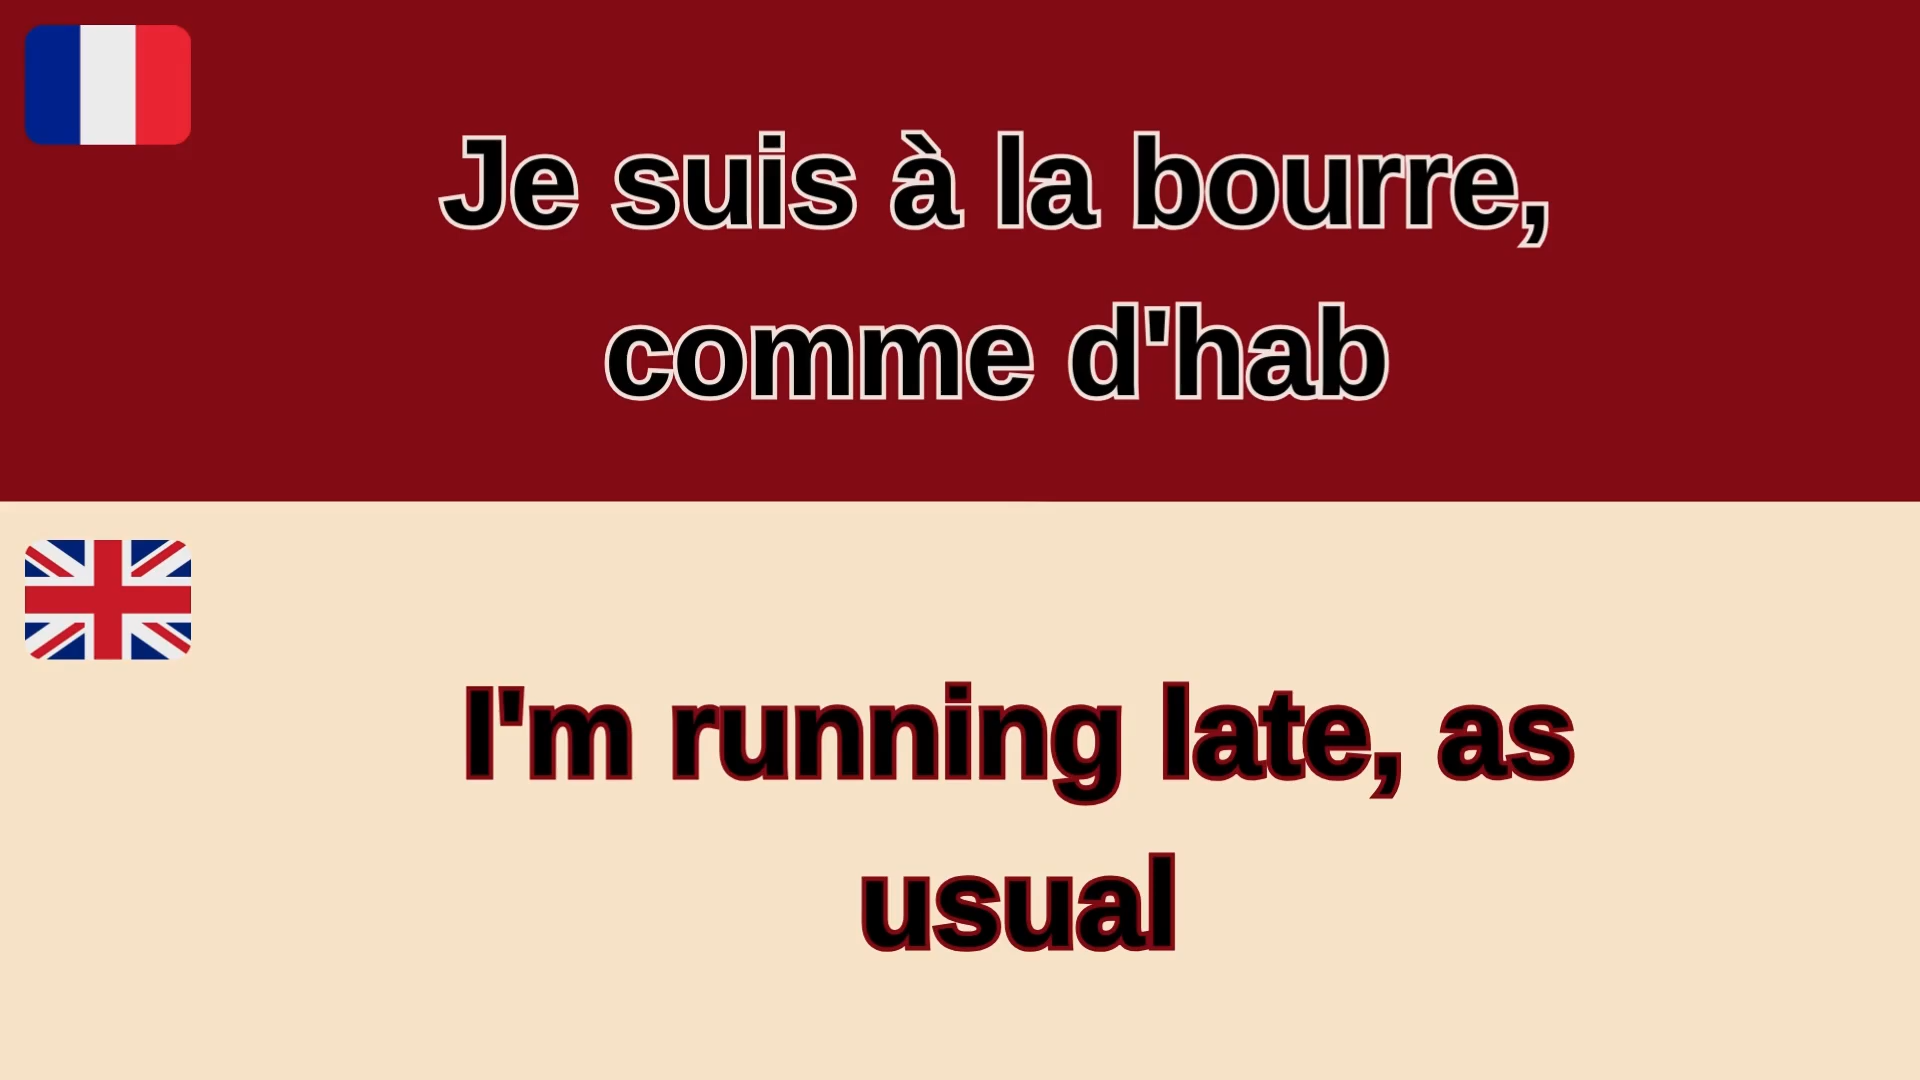 Je suis à la bourre,
comme d'hab
I'm running late, as
usual